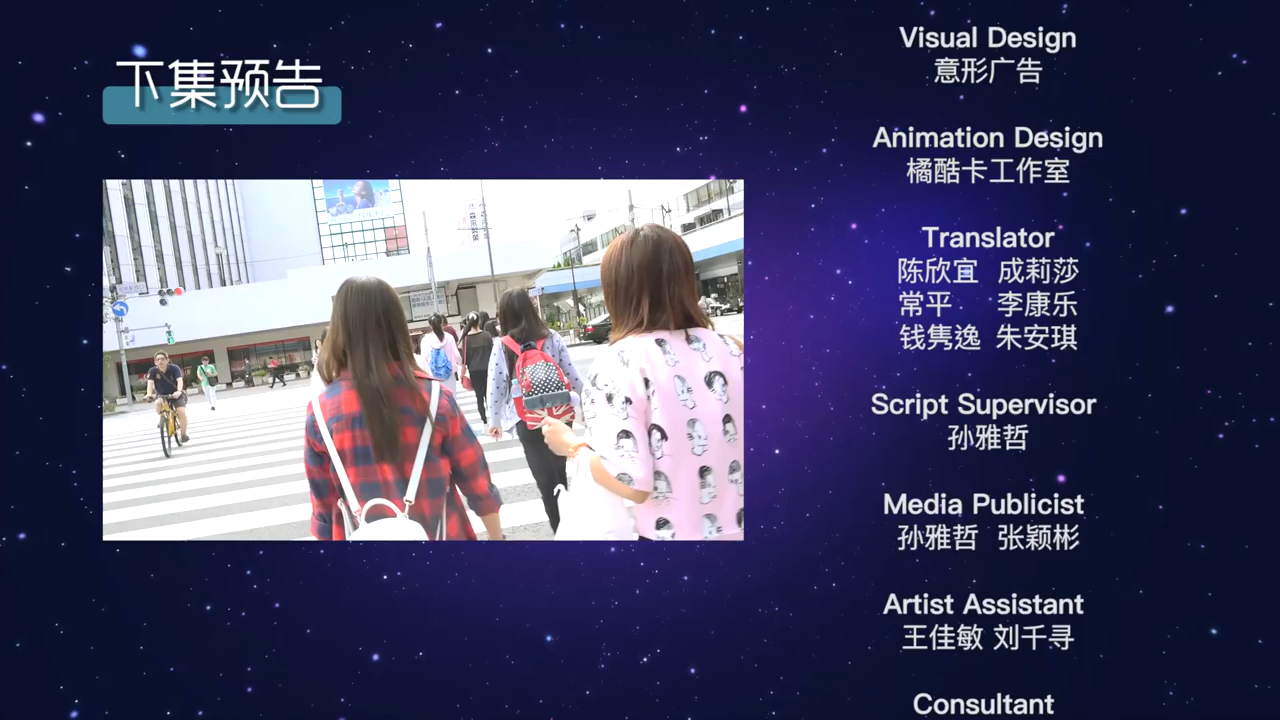 下集预告
Visual Design
意形广告
Animation Design
橘酷卡工作室
Translator
陈欣宜 成莉莎
常平 李康乐
钱隽逸 朱安琪
Script Supervisor
孙雅哲
Media Publicist
孙雅哲 张颖彬
Artist Assistant
王佳敏 刘千寻
Consultant